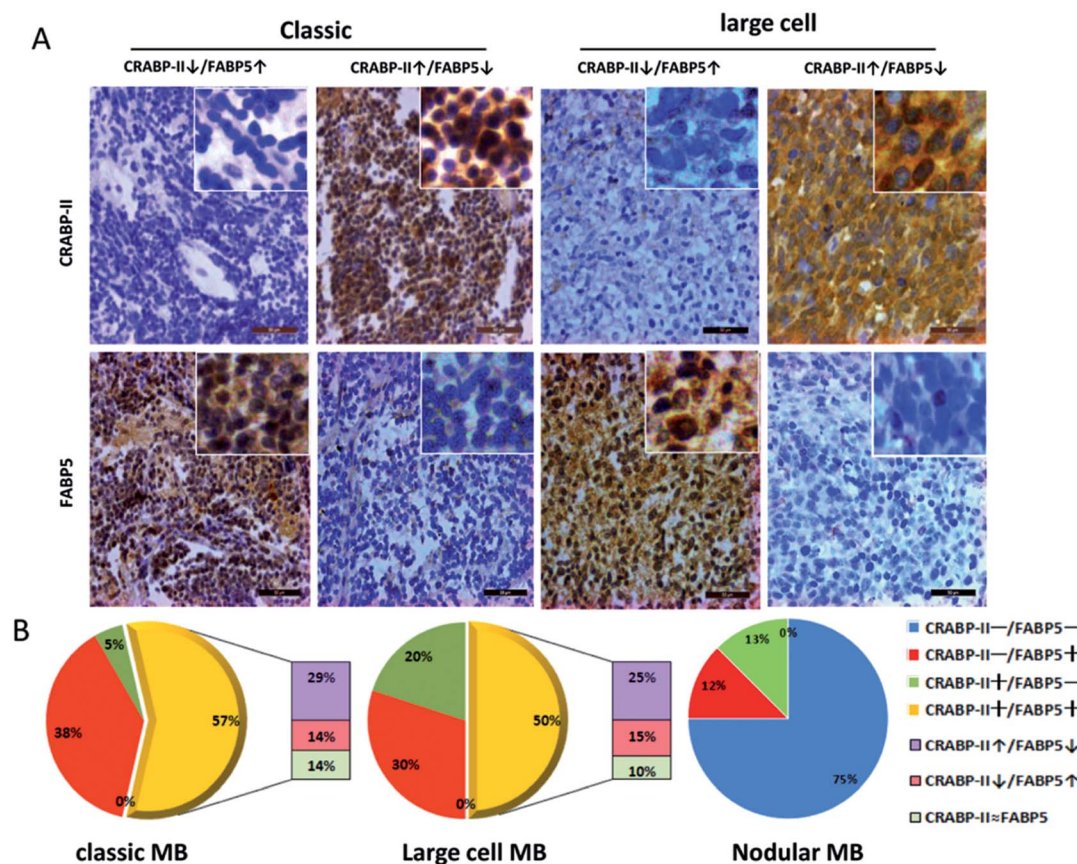 A
Classic
large cell
CRABP-II↓/FABP5↑
CRABP-II↑/FABP5↓
CRABP-II↓/FABP5↑
CRABP-II↑/FABP5↓
CRABP-II
FABP5
B
5%
38%
57%
0%
29%
14%
14%
20%
30%
50%
0%
25%
15%
10%
0%
13%
12%
75%
CRABP-II—/FABP5—
CRABP-II—/FABP5+
CRABP-II+/FABP5—
CRABP-II+/FABP5+
CRABP-II↑/FABP5↓
CRABP-II↓/FABP5↑
CRABP-II≈FABP5
classic MB
Large cell MB
Nodular MB